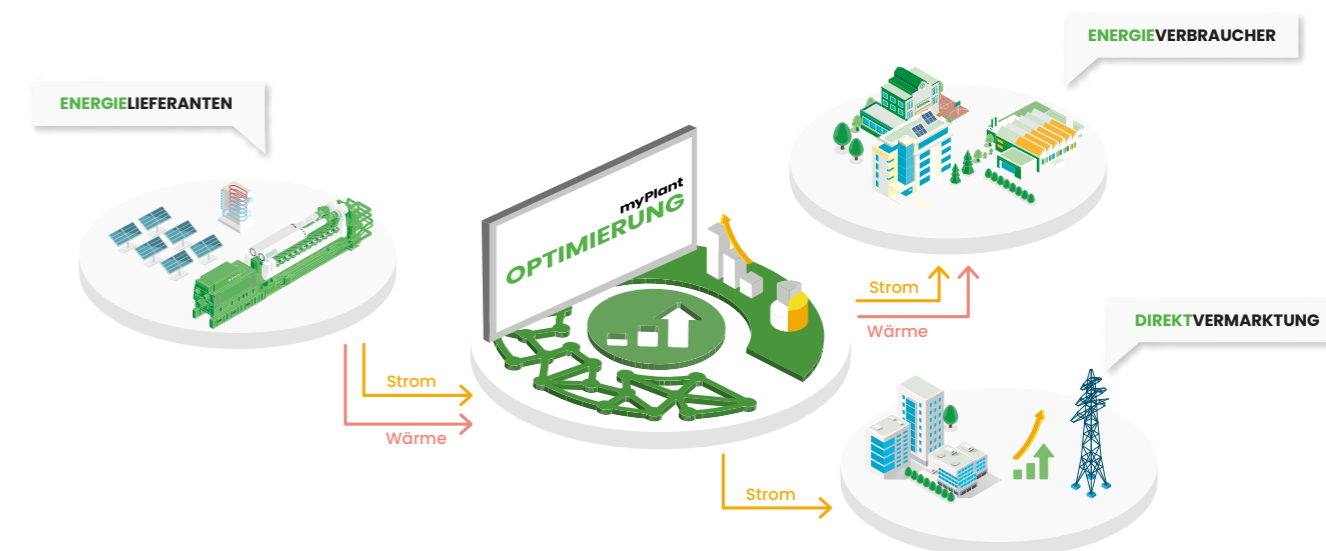 ENERGIELIEFERANTEN
ENERGIEVERBRAUCHER
myPlant
OPTIMIERUNG
Strom
Wärme
Strom
Wärme
DIREKTVERMARKTUNG
Strom